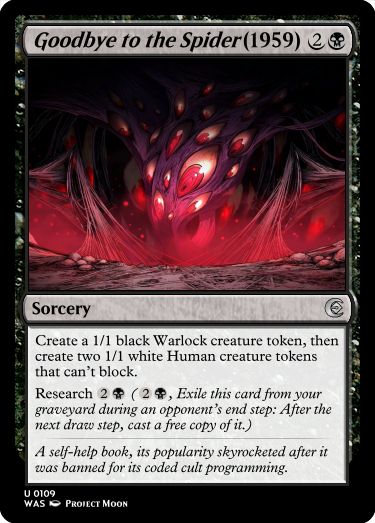 Goodbye to the Spider (1959) 2
Sorcery
Create a 1/1 black Warlock creature token, then
create two 1/1 white Human creature tokens
that can't block.
Research 2 ( 2 , Exile this card from your
graveyard during an opponent's end step: After the
next draw step, cast a free copy of it.)
A self-help book, its popularity skyrocketed after it
was banned for its coded cult programming.
U 0109
WAS Project Moon